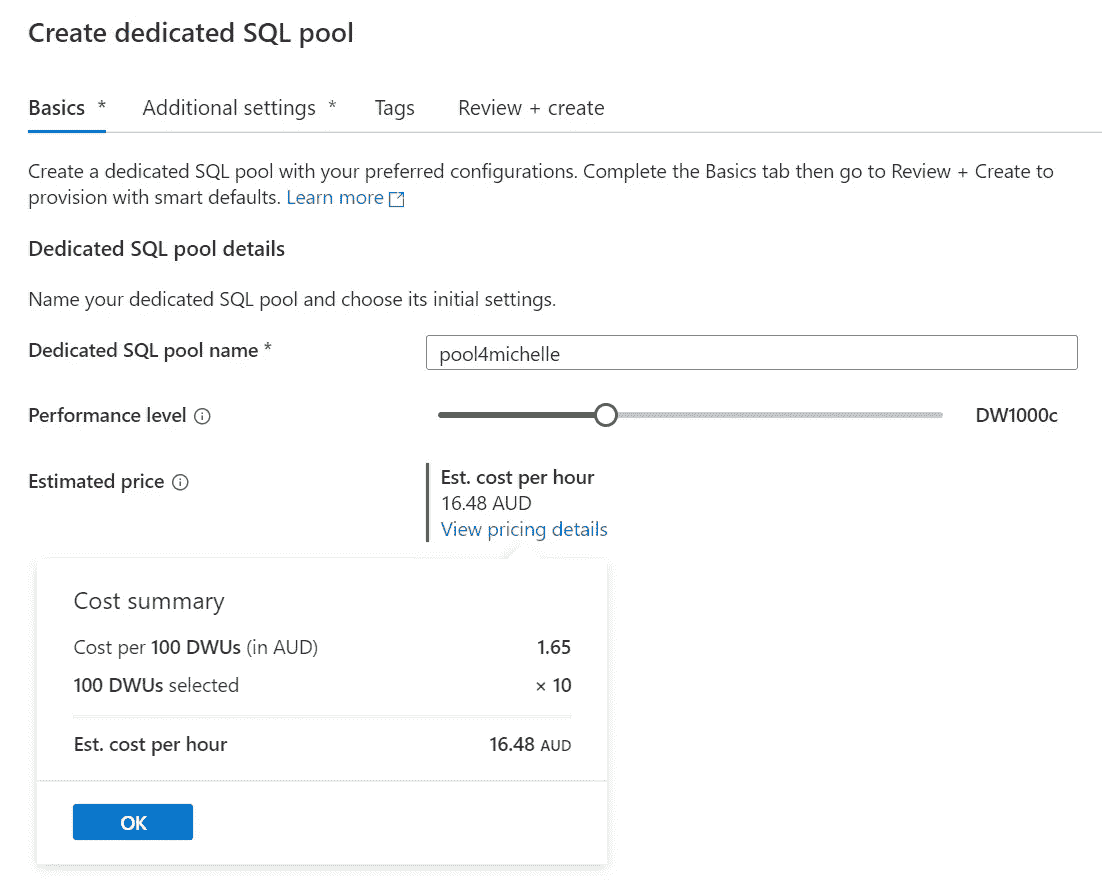 Create dedicated SQL pool
Basics * Additional settings * Tags Review + create
Create a dedicated SQL pool with your preferred configurations. Complete the Basics tab then go to Review + Create to
provision with smart defaults. Learn more
Dedicated SQL pool details
Name your dedicated SQL pool and choose its initial settings.
Dedicated SQL pool name * pool4michelle
Performance level DW1000c
Estimated price Est. cost per hour
16.48 AUD
View pricing details
Cost summary
Cost per 100 DWUs (in AUD) 1.65
100 DWUs selected × 10
Est. cost per hour 16.48 AUD
OK